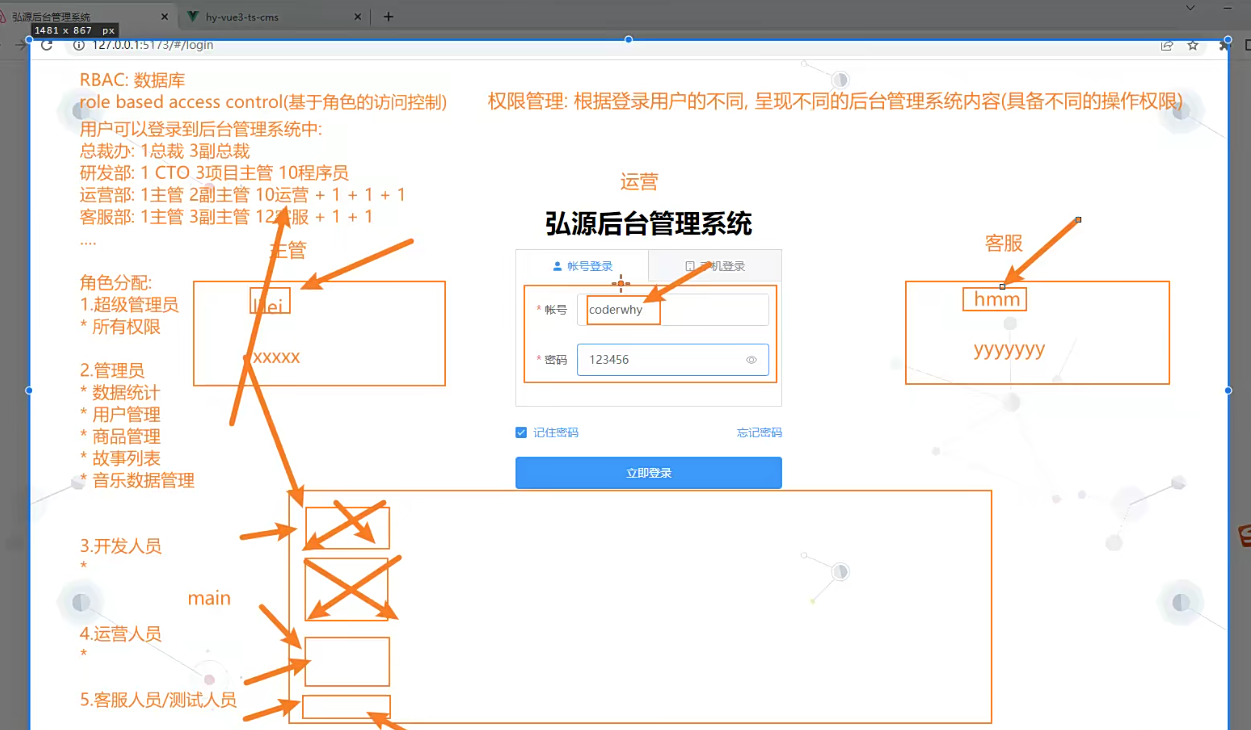 弘源后台管理系统
hy-vue3-ts-cms
1481 x 867 px
127.0.0.1:5173/#/login
RBAC: 数据库
role based access control(基于角色的访问控制)
权限管理: 根据登录用户的不同, 呈现不同的后台管理系统内容(具备不同的操作权限)
用户可以登录到后台管理系统中:
总裁办: 1总裁 3副总裁
研发部: 1 CTO 3项目主管 10程序员
运营部: 1主管 2副主管 10运营 + 1 + 1 + 1
客服部: 1主管 3副主管 12客服 + 1 + 1
....
运营
弘源后台管理系统
主管
客服
帐号登录
手机登录
角色分配:
1.超级管理员
* 所有权限
lilei
hmm
* 帐号
coderwhy
xxxxx
yyyyyyy
* 密码
123456
2.管理员
* 数据统计
* 用户管理
* 商品管理
* 故事列表
* 音乐数据管理
记住密码
忘记密码
立即登录
3.开发人员
*
main
4.运营人员
*
5.客服人员/测试人员